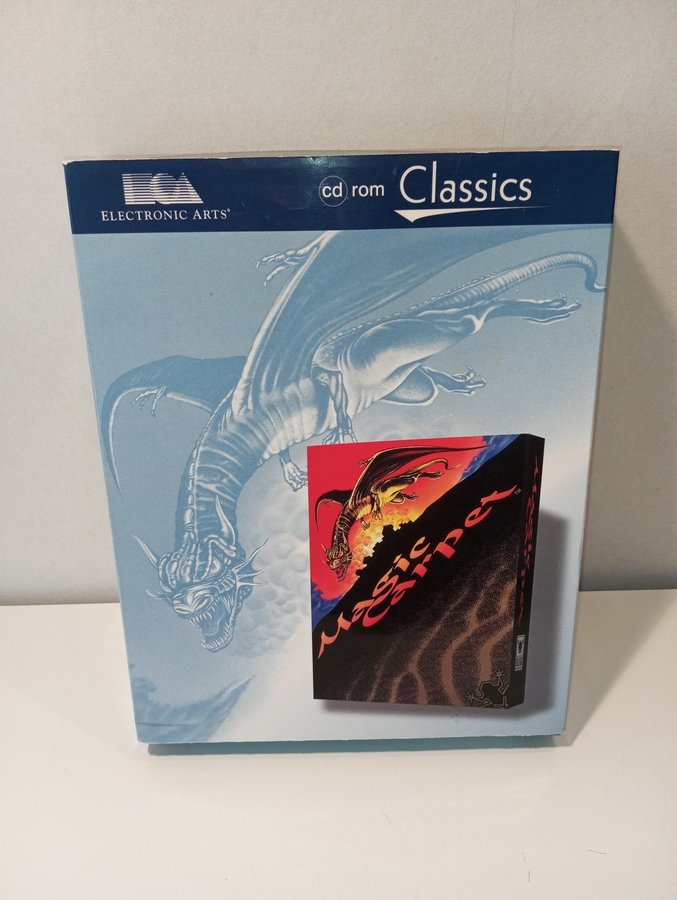 ELECTRONIC ARTS®
cd rom Classics
Magic
Carpet